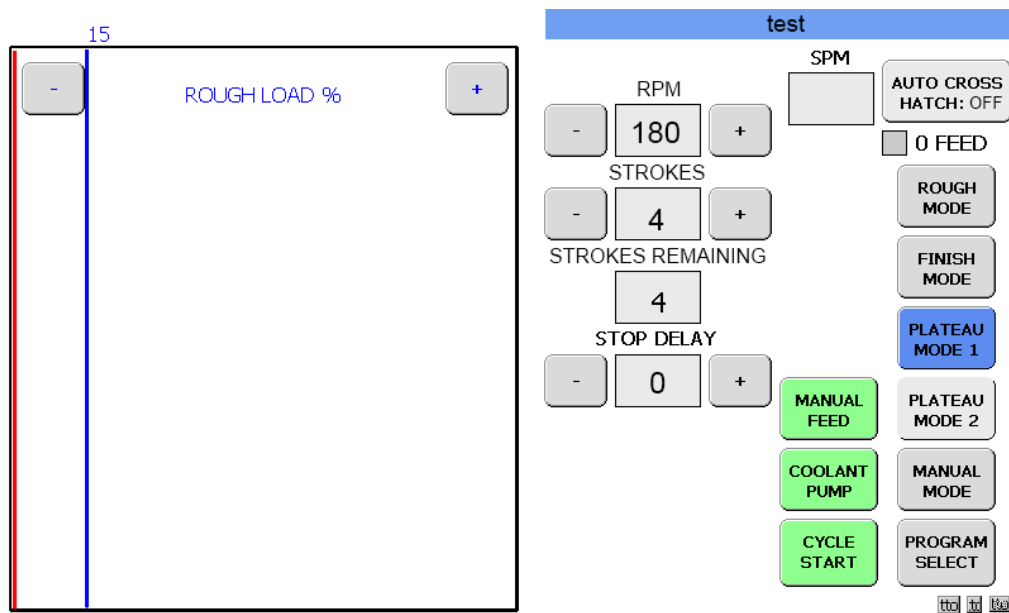 15
-
ROUGH LOAD %
+
test
SPM
AUTO CROSS
HATCH: OFF
0 FEED
RPM
-
180
+
STROKES
-
4
+
STROKES REMAINING
4
STOP DELAY
-
0
+
ROUGH
MODE
FINISH
MODE
PLATEAU
MODE 1
MANUAL
FEED
PLATEAU
MODE 2
COOLANT
PUMP
MANUAL
MODE
CYCLE
START
PROGRAM
SELECT